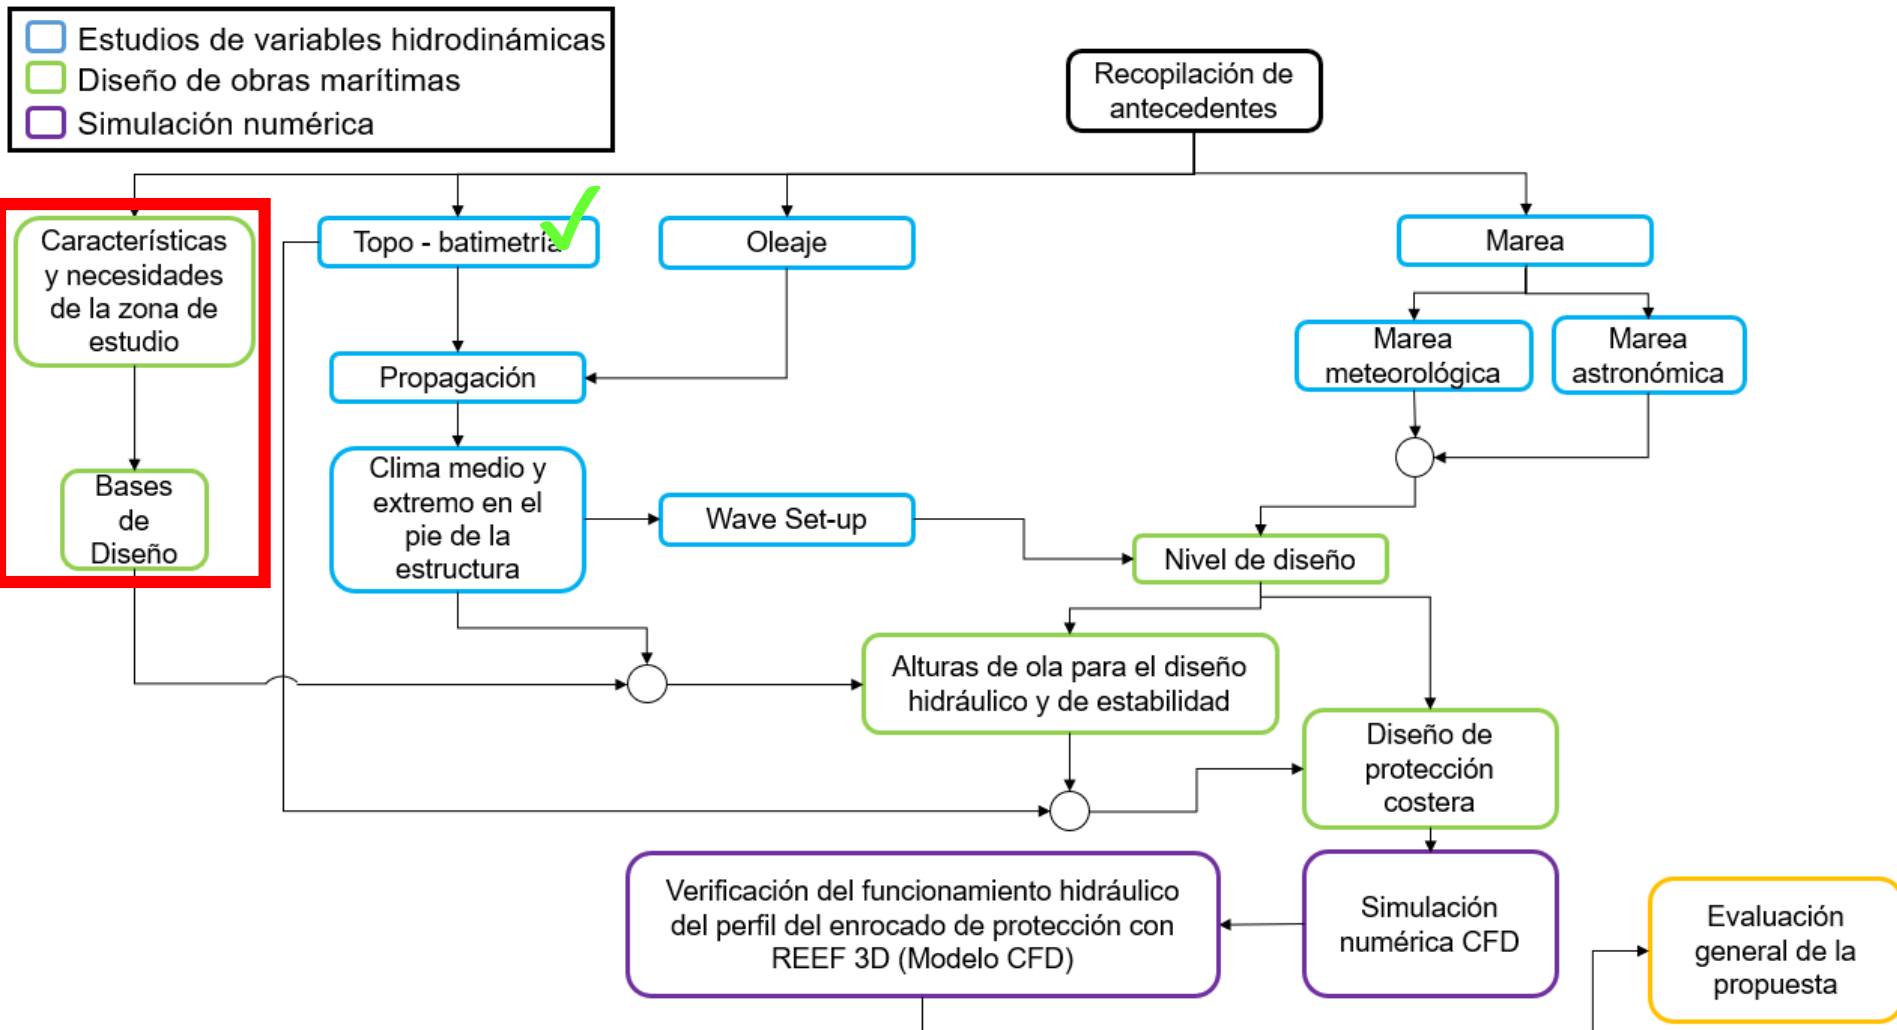 Estudios de variables hidrodinámicas
Diseño de obras marítimas
Simulación numérica
Recopilación de
antecedentes
Características
y necesidades
de la zona de
estudio
Topo - batimetría
Oleaje
Marea
Marea
meteorológica
Marea
astronómica
Propagación
Clima medio y
extremo en el
pie de la
estructura
Bases
de
Diseño
Wave Set-up
Nivel de diseño
Alturas de ola para el diseño
hidráulico y de estabilidad
Diseño de
protección
costera
Verificación del funcionamiento hidráulico
del perfil del enrocado de protección con
REEF 3D (Modelo CFD)
Simulación
numérica CFD
Evaluación
general de la
propuesta